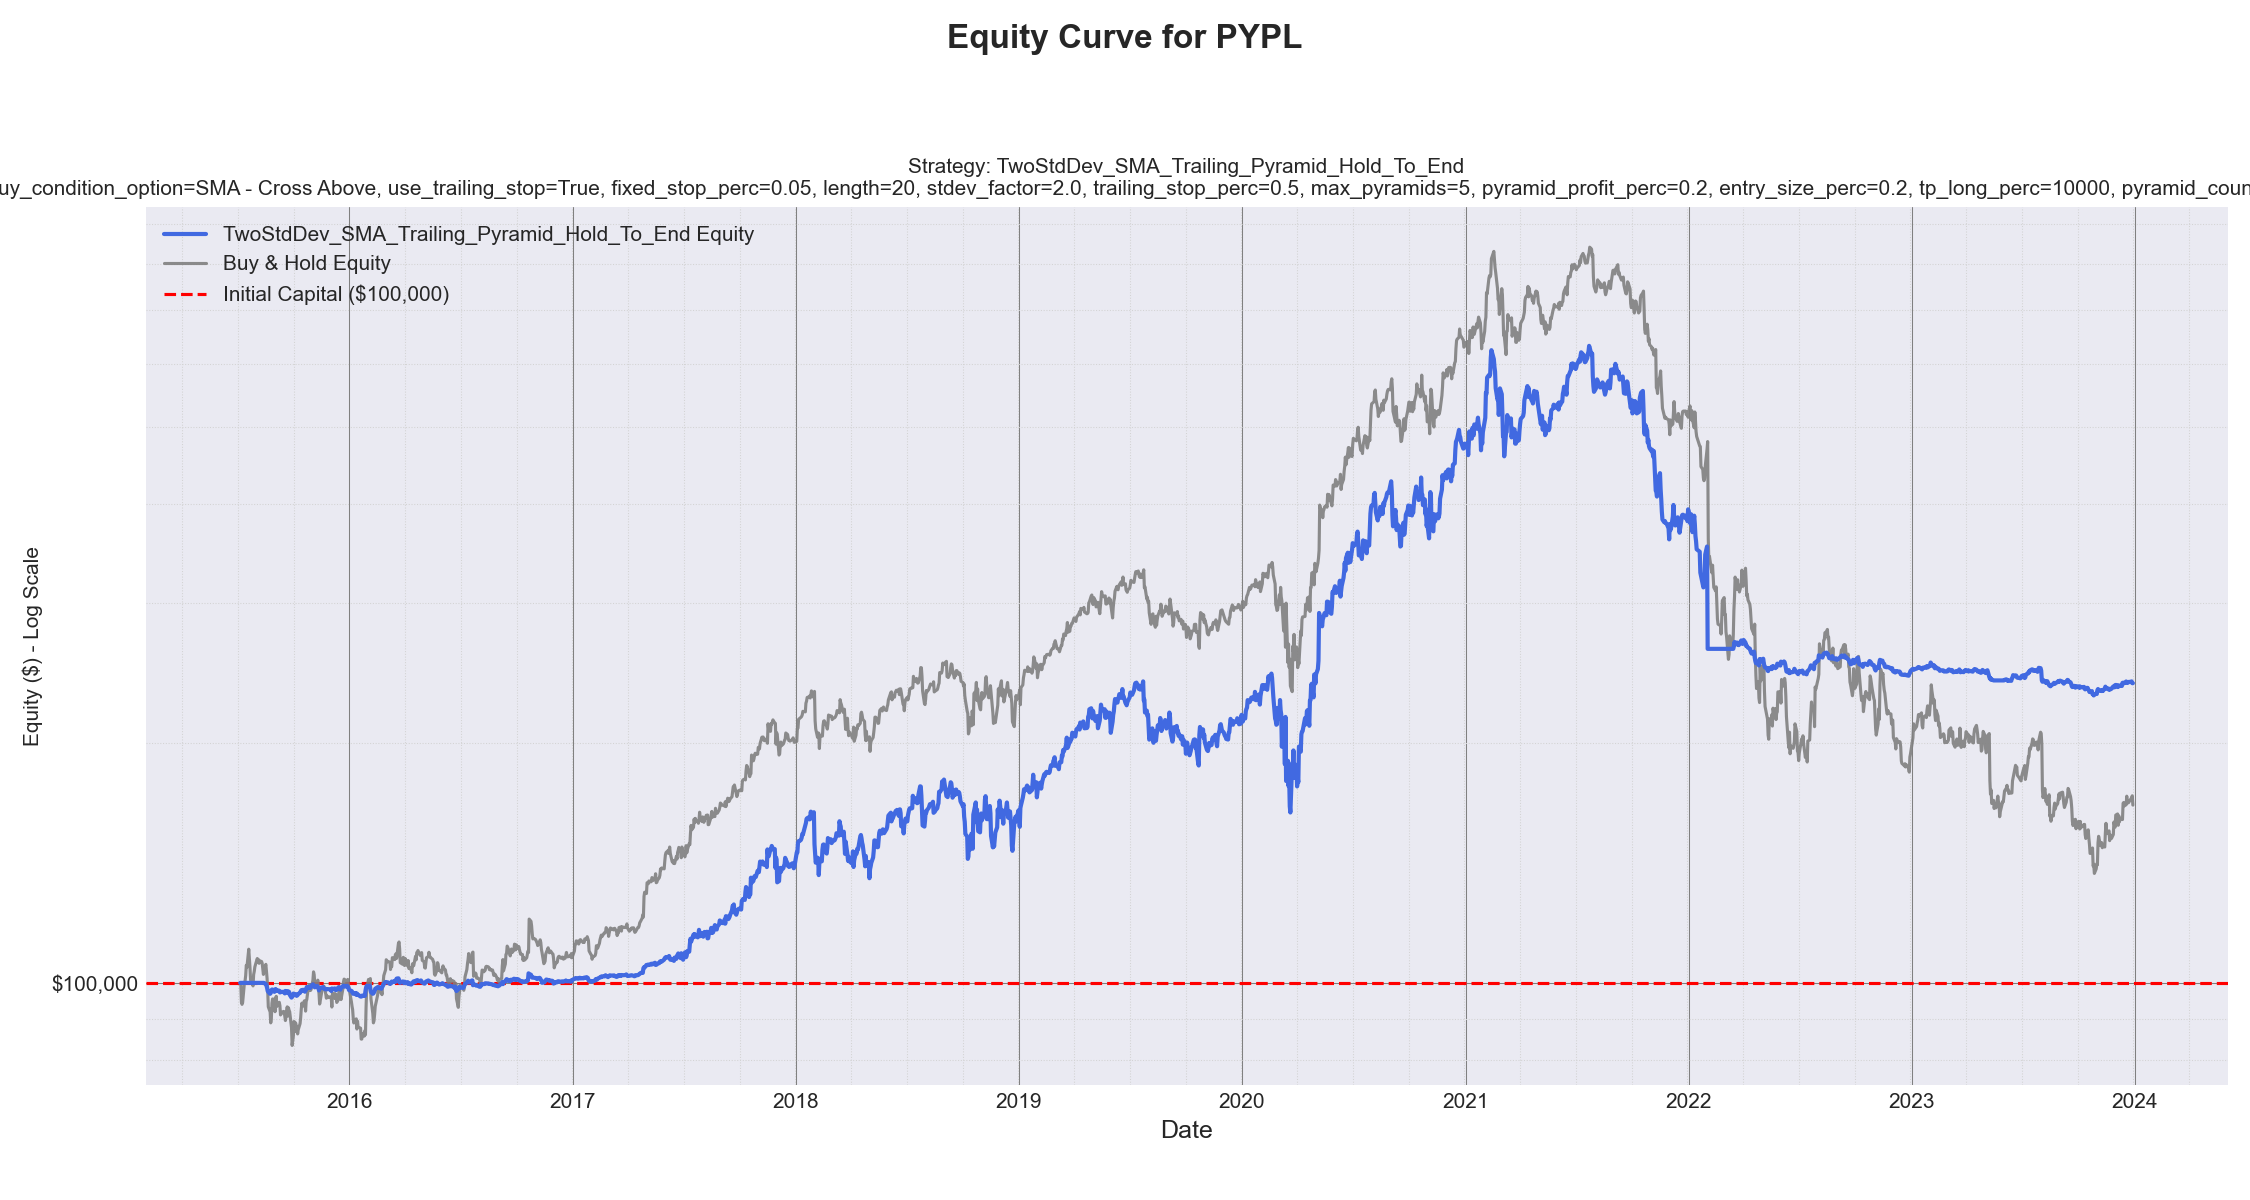 Equity Curve for PYPL
Strategy: TwoStdDev_SMA_Trailing_Pyramid_Hold_To_End
uy_condition_option=SMA - Cross Above, use_trailing_stop=True, fixed_stop_perc=0.05, length=20, stdev_factor=2.0, trailing_stop_perc=0.5, max_pyramids=5, pyramid_profit_perc=0.2, entry_size_perc=0.2, tp_long_perc=10000, pyramid_coun
TwoStdDev_SMA_Trailing_Pyramid_Hold_To_End Equity
Buy & Hold Equity
Initial Capital ($100,000)
Equity ($) - Log Scale
$100,000
2016 2017 2018 2019 2020 2021 2022 2023 2024
Date